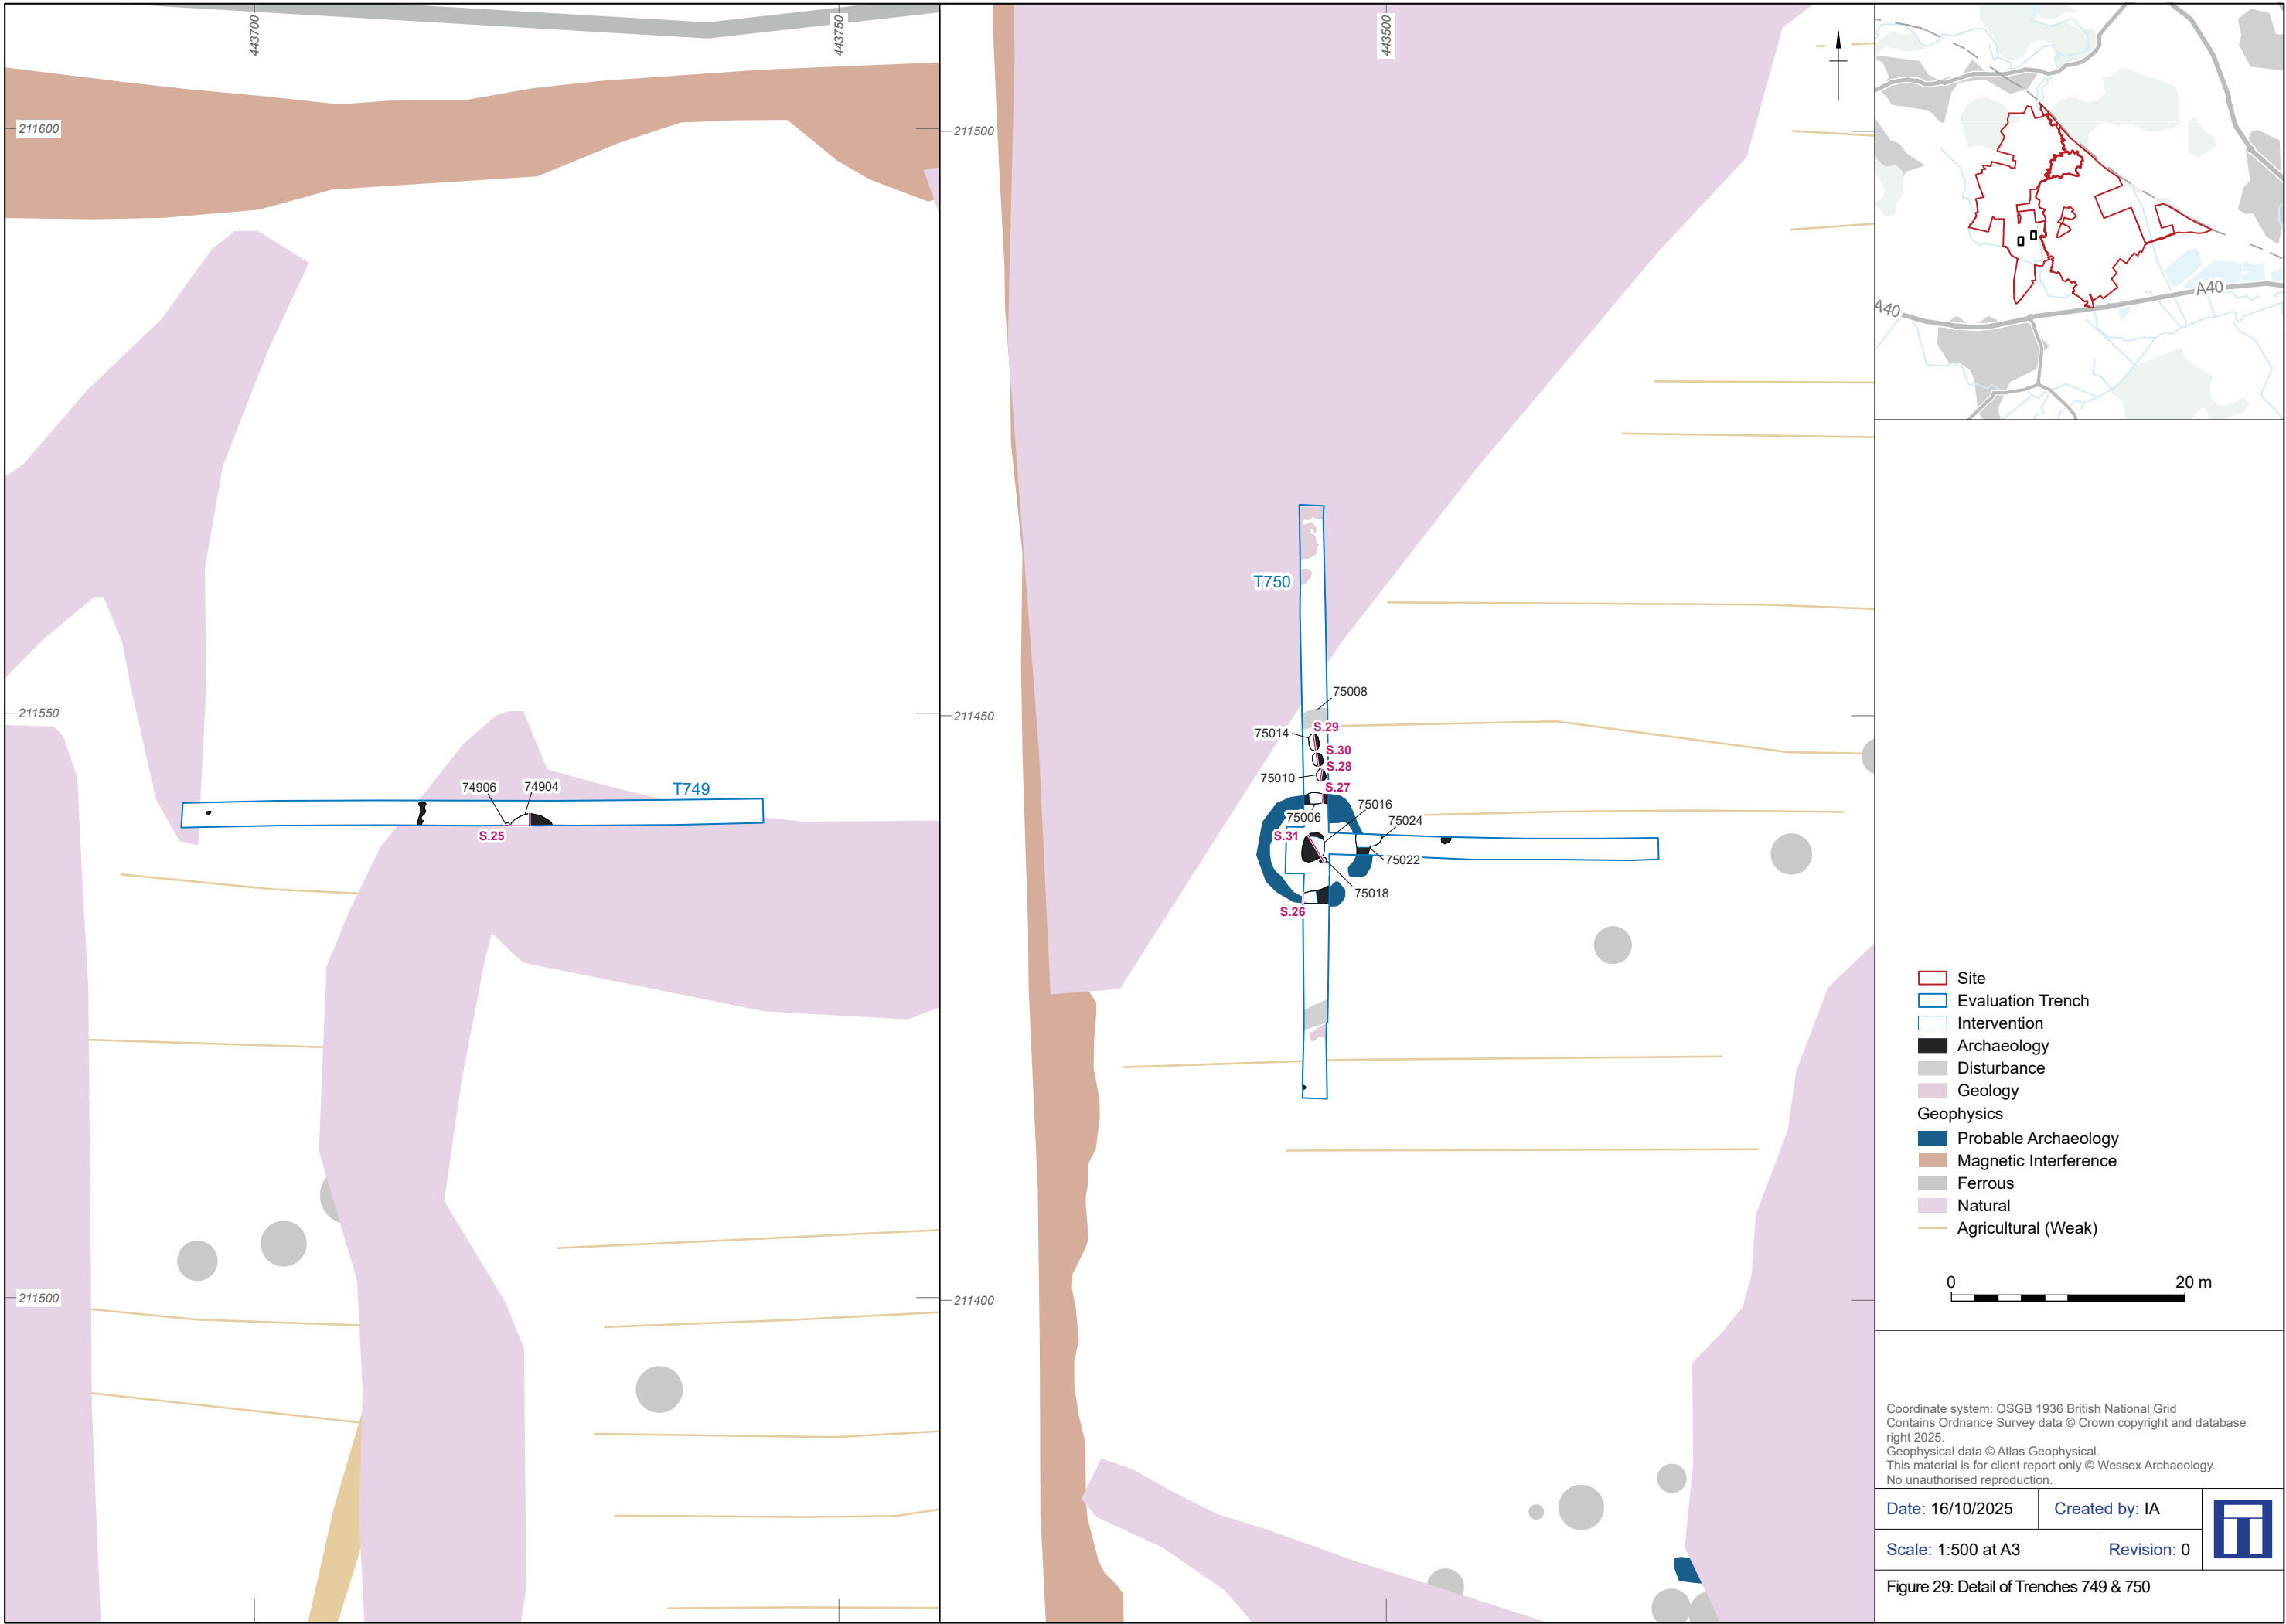 443700
443750
211600
211550
211500
74906
74904
T749
S.25
443500
211500
211450
211400
T750
75008
S.29
75014
S.30
S.28
75010
S.27
75016
75006
75024
S.31
75022
75018
S.26
A40
A40
Site
Evaluation Trench
Intervention
Archaeology
Disturbance
Geology
Geophysics
Probable Archaeology
Magnetic Interference
Ferrous
Natural
Agricultural (Weak)
0 20 m
Coordinate system: OSGB 1936 British National Grid
Contains Ordnance Survey data © Crown copyright and database
right 2025.
Geophysical data © Atlas Geophysical.
This material is for client report only © Wessex Archaeology.
No unauthorised reproduction.
Date: 16/10/2025 Created by: IA
Scale: 1:500 at A3 Revision: 0
Figure 29: Detail of Trenches 749 & 750